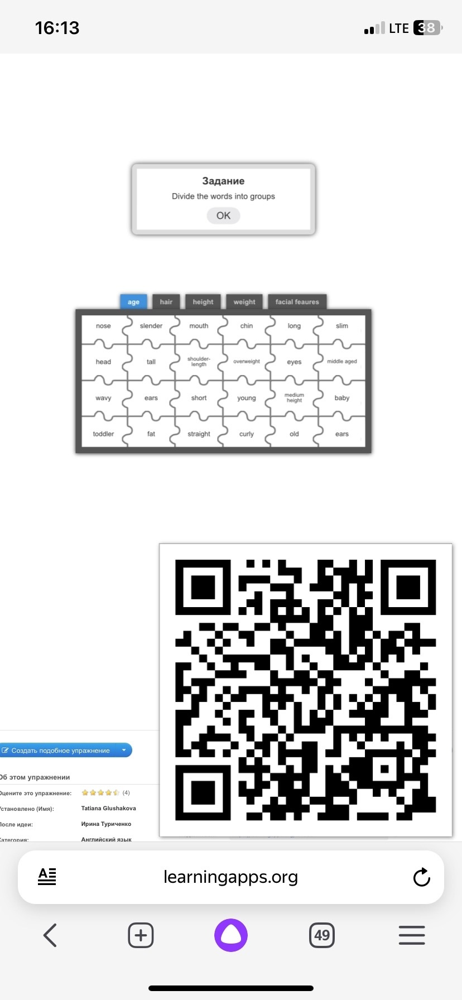 16:13
LTE 38
Задание
Divide the words into groups
OK
age hair height weight facial feaures
nose slender mouth chin long slim
head tall shoulder-length overweight eyes middle aged
wavy ears short young medium height baby
toddler fat straight curly old ears
Создать подобное упражнение
Об этом упражнении
Оцените это упражнение: (4)
Установлено (Имя): Tatiana Glushakova
После идеи: Ирина Туриченко
Категория: Английский язык
learningapps.org
49